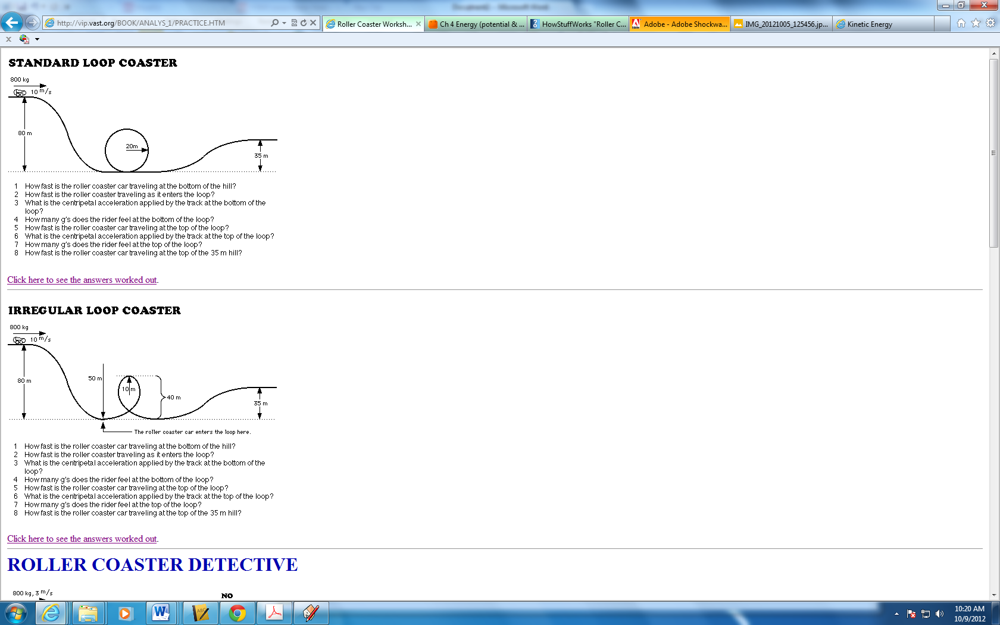 http://vip.vast.org/BOOK/ANALYS_1/PRACTICE.HTM
Roller Coaster Worksh...
Ch 4 Energy (potential & ...
HowStuffWorks "Roller C...
Adobe - Adobe Shockwa...
IMG_20121005_125456.jp...
Kinetic Energy
STANDARD LOOP COASTER
800 kg
10 m/s
80 m
20m
35 m
1 How fast is the roller coaster car traveling at the bottom of the hill?
2 How fast is the roller coaster traveling as it enters the loop?
3 What is the centripetal acceleration applied by the track at the bottom of the
loop?
4 How many g's does the rider feel at the bottom of the loop?
5 How fast is the roller coaster car traveling at the top of the loop?
6 What is the centripetal acceleration applied by the track at the top of the loop?
7 How many g's does the rider feel at the top of the loop?
8 How fast is the roller coaster car traveling at the top of the 35 m hill?
Click here to see the answers worked out.
IRREGULAR LOOP COASTER
800 kg
10 m/s
80 m
50 m
10 m
40 m
35 m
The roller coaster car enters the loop here.
1 How fast is the roller coaster car traveling at the bottom of the hill?
2 How fast is the roller coaster traveling as it enters the loop?
3 What is the centripetal acceleration applied by the track at the bottom of the
loop?
4 How many g's does the rider feel at the bottom of the loop?
5 How fast is the roller coaster car traveling at the top of the loop?
6 What is the centripetal acceleration applied by the track at the top of the loop?
7 How many g's does the rider feel at the top of the loop?
8 How fast is the roller coaster car traveling at the top of the 35 m hill?
Click here to see the answers worked out.
ROLLER COASTER DETECTIVE
800 kg, 3 m/s
NO
10:20 AM
10/9/2012